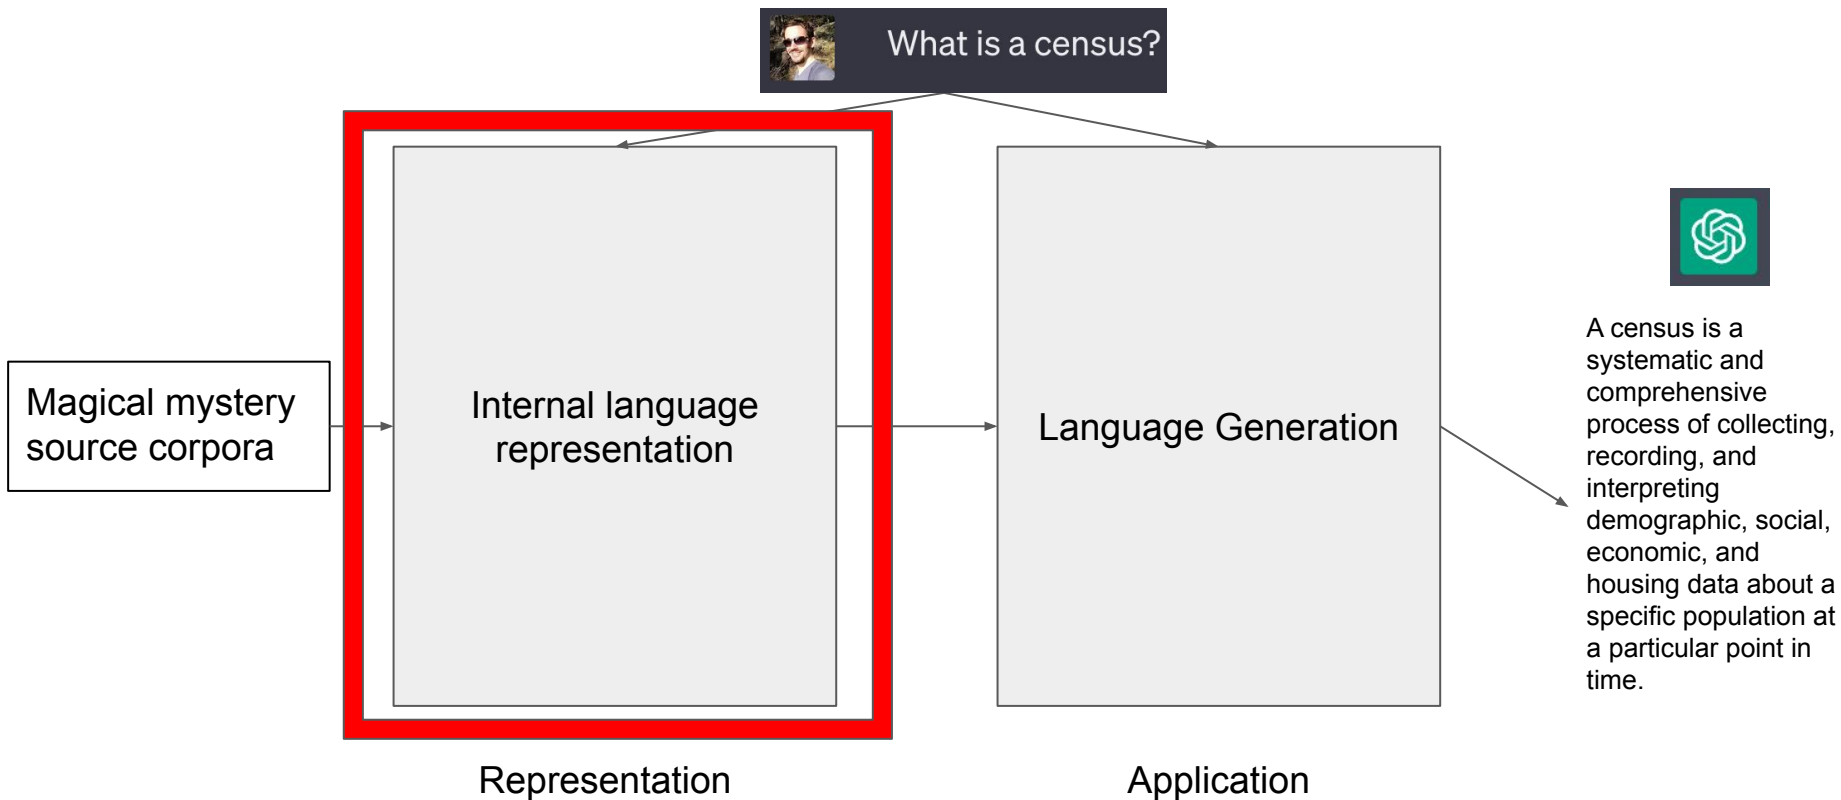 What is a census?
Magical mystery
source corpora
Internal language
representation
Language Generation
A census is a
systematic and
comprehensive
process of collecting,
recording, and
interpreting
demographic, social,
economic, and
housing data about a
specific population at
a particular point in
time.
Representation
Application